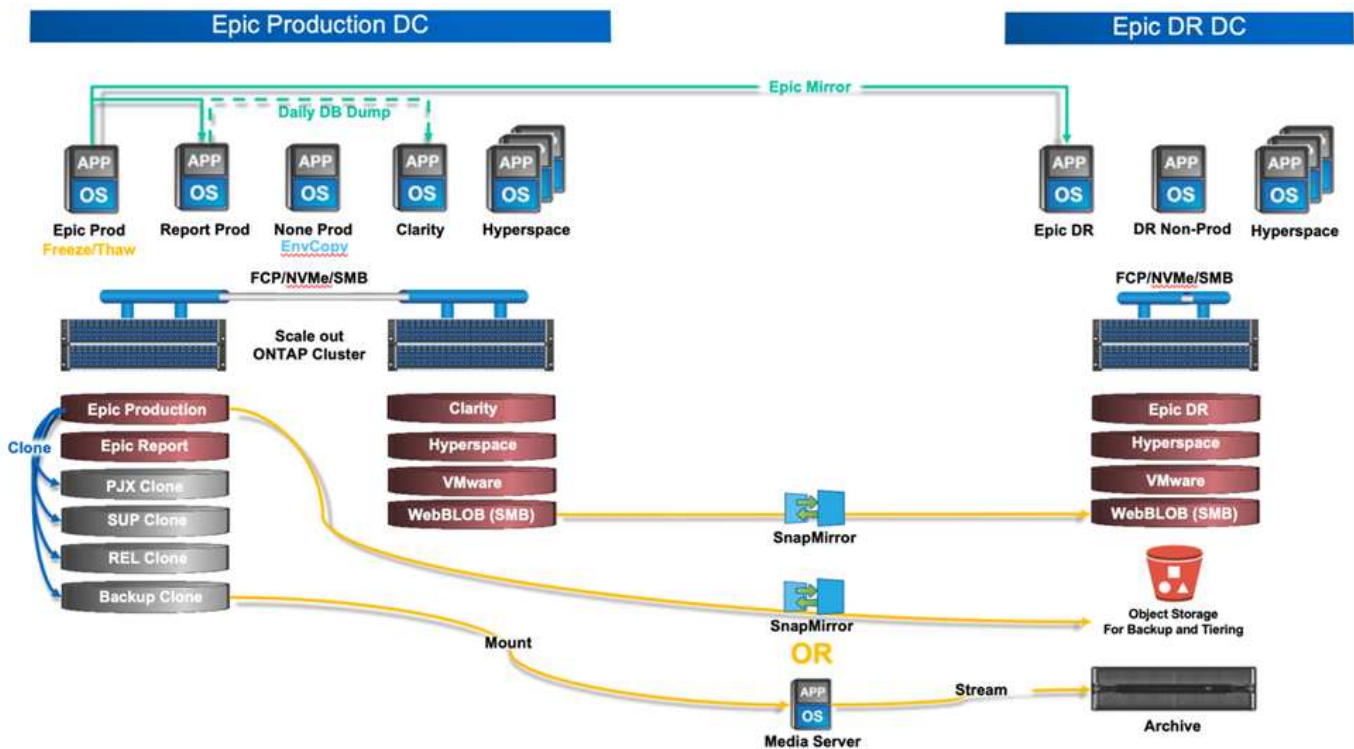 Epic Production DC
Epic DR DC
Epic Mirror
Daily DB Dump
APP
OS
APP
OS
APP
OS
APP
OS
APP
OS
APP
OS
APP
OS
APP
OS
Epic Prod
Freeze/Thaw
Report Prod
None Prod
EnvCopy
Clarity
Hyperspace
Epic DR
DR Non-Prod
Hyperspace
FCP/NVMe/SMB
FCP/NVMe/SMB
Scale out
ONTAP Cluster
Clone
Epic Production
Epic Report
PJX Clone
SUP Clone
REL Clone
Backup Clone
Clarity
Hyperspace
VMware
WebBLOB (SMB)
Epic DR
Hyperspace
VMware
WebBLOB (SMB)
SnapMirror
SnapMirror
Object Storage
For Backup and Tiering
OR
Mount
APP
OS
Media Server
Stream
Archive